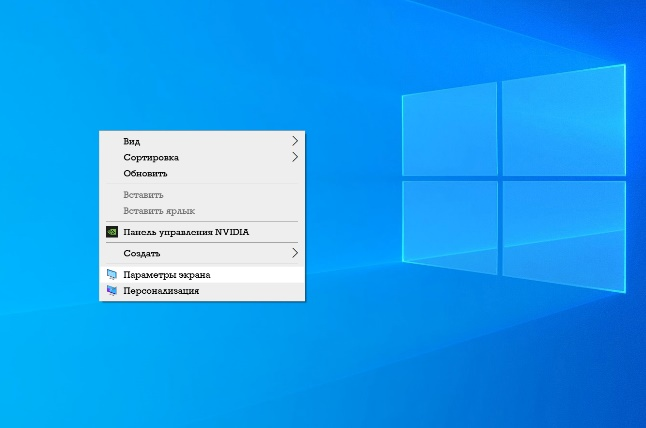 Вид
Сортировка
Обновить
Вставить
Вставить ярлык
Панель управления NVIDIA
Создать
Параметры экрана
Персонализация